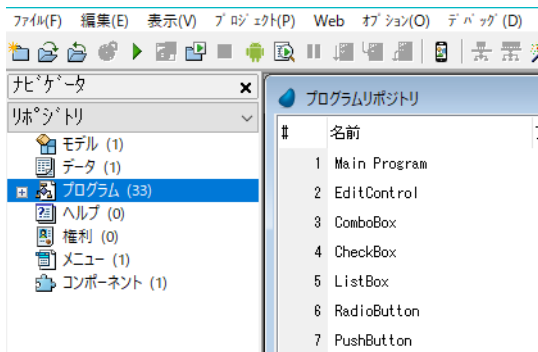 ﾌｧｲﾙ(F) 編集(E) 表示(V) ﾌﾟﾛｼﾞｪｸﾄ(P) Web ｵﾌﾟｼｮﾝ(O) ﾃﾞﾊﾞｯｸﾞ(D)
ﾅﾋﾞｹﾞｰﾀ
ﾘﾎﾟｼﾞﾄﾘ
モデル (1)
データ (1)
プログラム (33)
ヘルプ (0)
権利 (0)
メニュー (1)
コンポーネント (1)
プログラムリポジトリ
# 名前
1 Main Program
2 EditControl
3 ComboBox
4 CheckBox
5 ListBox
6 RadioButton
7 PushButton